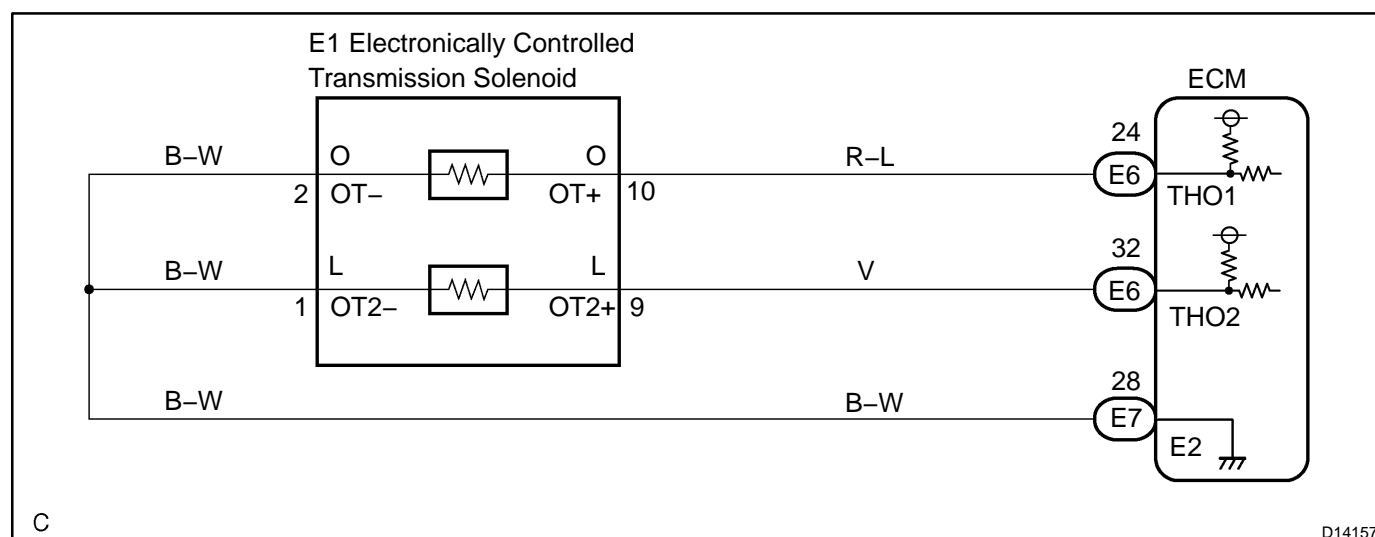 E1 Electronically Controlled
Transmission Solenoid
ECM
B–W
O
O
R–L
24
E6
2
OT–
OT+
10
THO1
B–W
L
L
V
32
E6
1
OT2–
OT2+
9
THO2
B–W
B–W
28
E7
E2
C
D14157